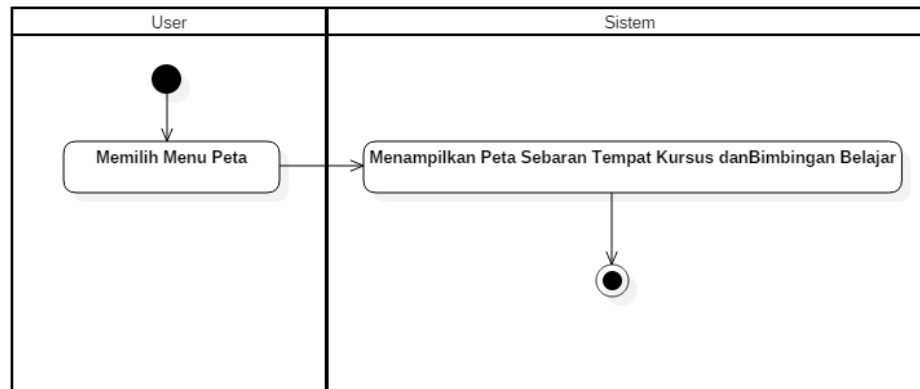 User
Sistem
Memilih Menu Peta
Menampilkan Peta Sebaran Tempat Kursus danBimbingan Belajar